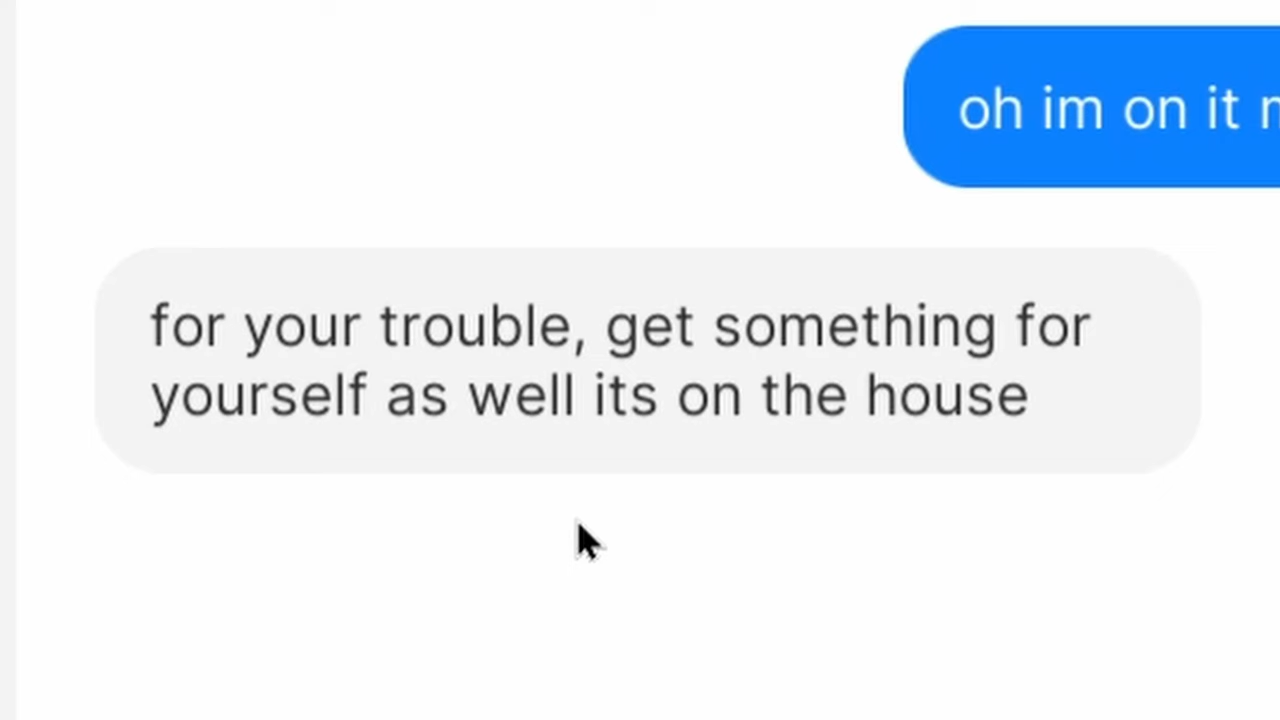 oh im on it
for your trouble, get something for
yourself as well its on the house